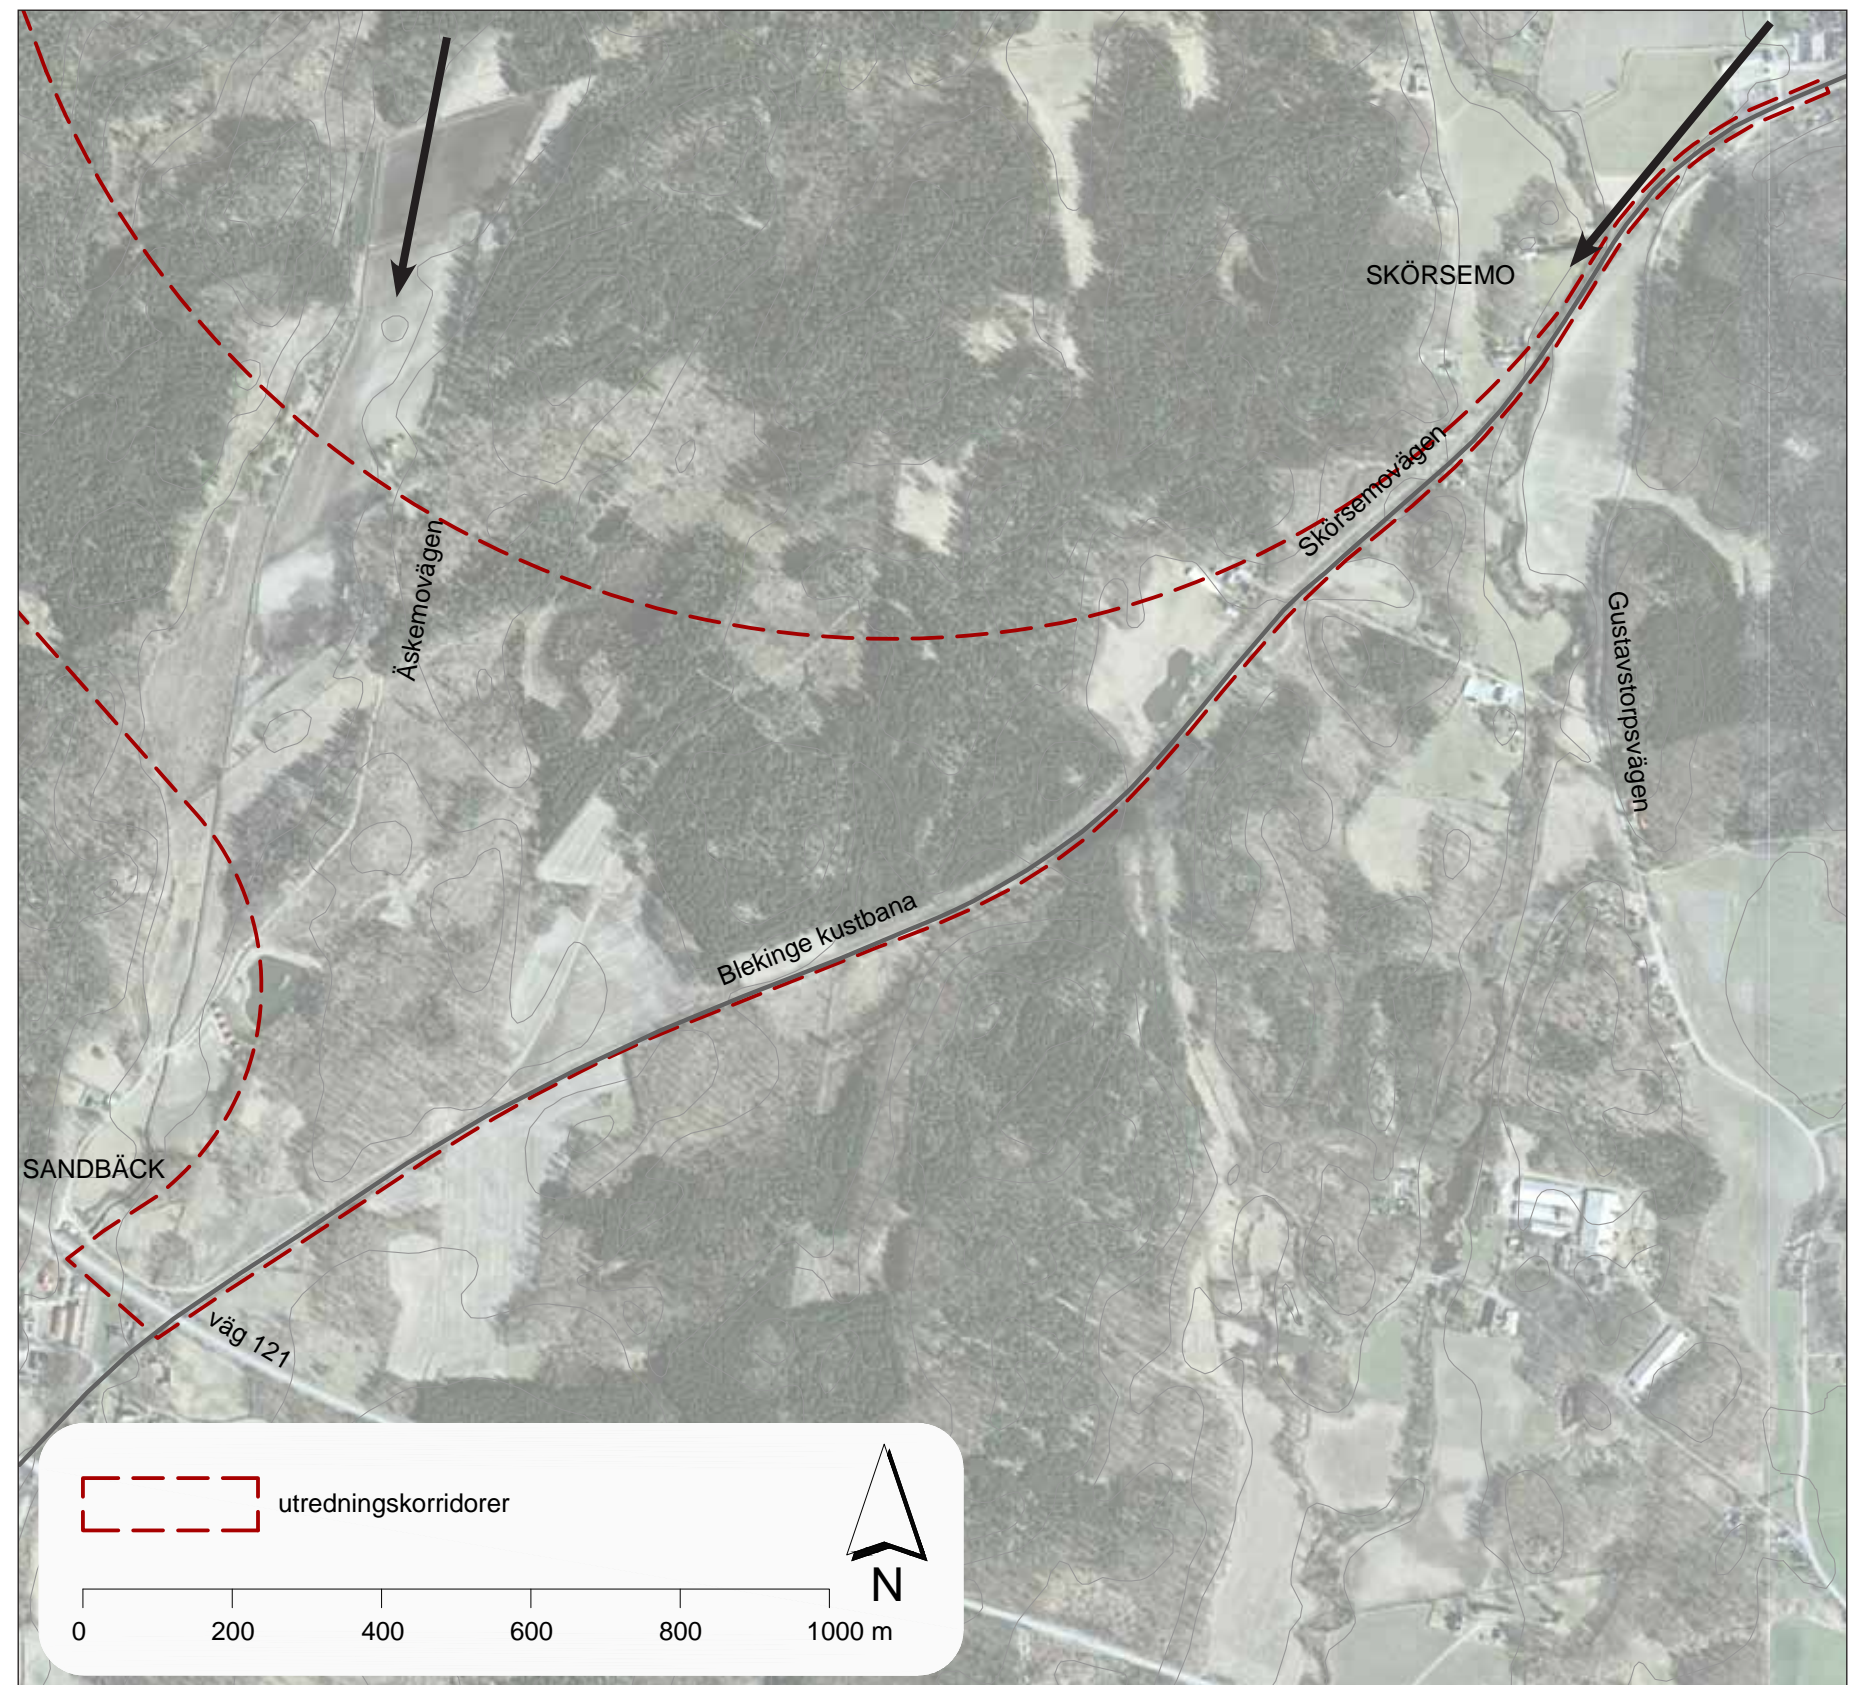 SKÖRSEMO
Skörsemovägen
Äskemovägen
Gustavstorpsvägen
Blekinge kustbana
SANDBÄCK
väg 121
utredningskorridorer
N
0 200 400 600 800 1000 m